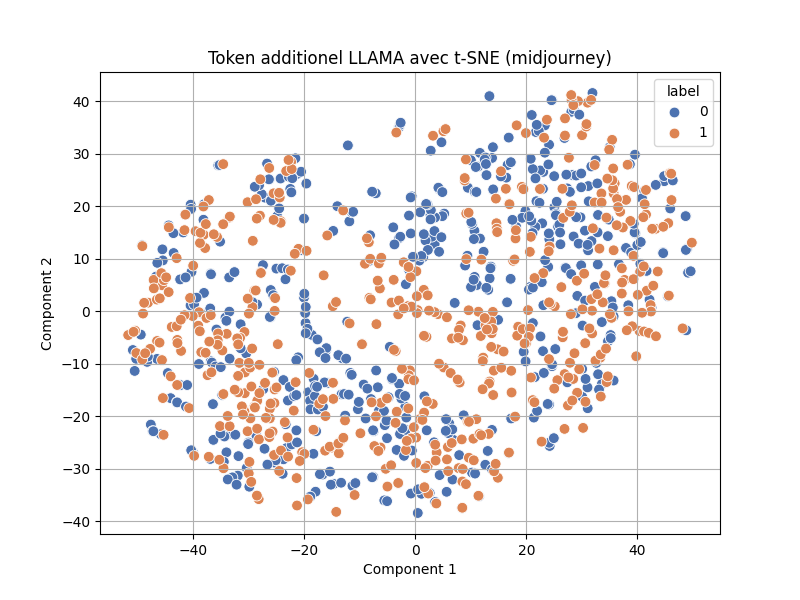 Token additionel LLAMA avec t-SNE (midjourney)
label
0
1
40
30
20
10
0
−10
−20
−30
−40
Component 2
−40 −20 0 20 40
Component 1